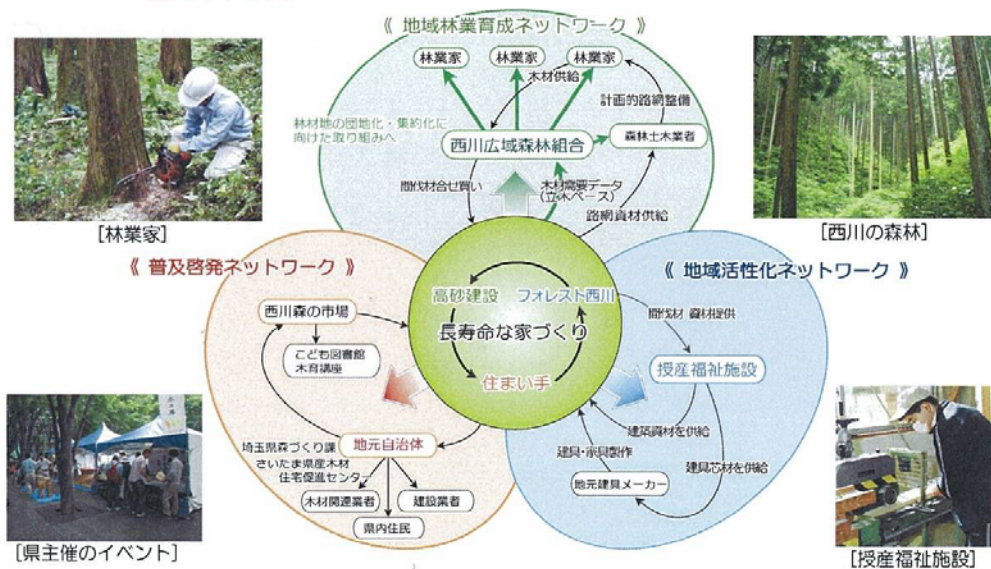 《 地域林業育成ネットワーク 》
林業家
林業家
林業家
木材供給
計画的路網整備
林材地の団地化・集約化に
向けた取り組みへ
西川広域森林組合
森林土木業者
間伐材合せ買い
木材需要データ
(立木ベース)
路網資材供給
[林業家]
[西川の森林]
《 普及啓発ネットワーク 》
西川森の市場
こども図書館
木育講座
地元自治体
埼玉県森づくり課
さいたま県産木材
住宅促進センター
木材関連業者
建設業者
県内住民
高砂建設
フォレスト西川
長寿命な家づくり
住まい手
《 地域活性化ネットワーク 》
間伐材 資材提供
授産福祉施設
建築資材を供給
建具・家具製作
建具芯材を供給
地元建具メーカー
[県主催のイベント]
[授産福祉施設]